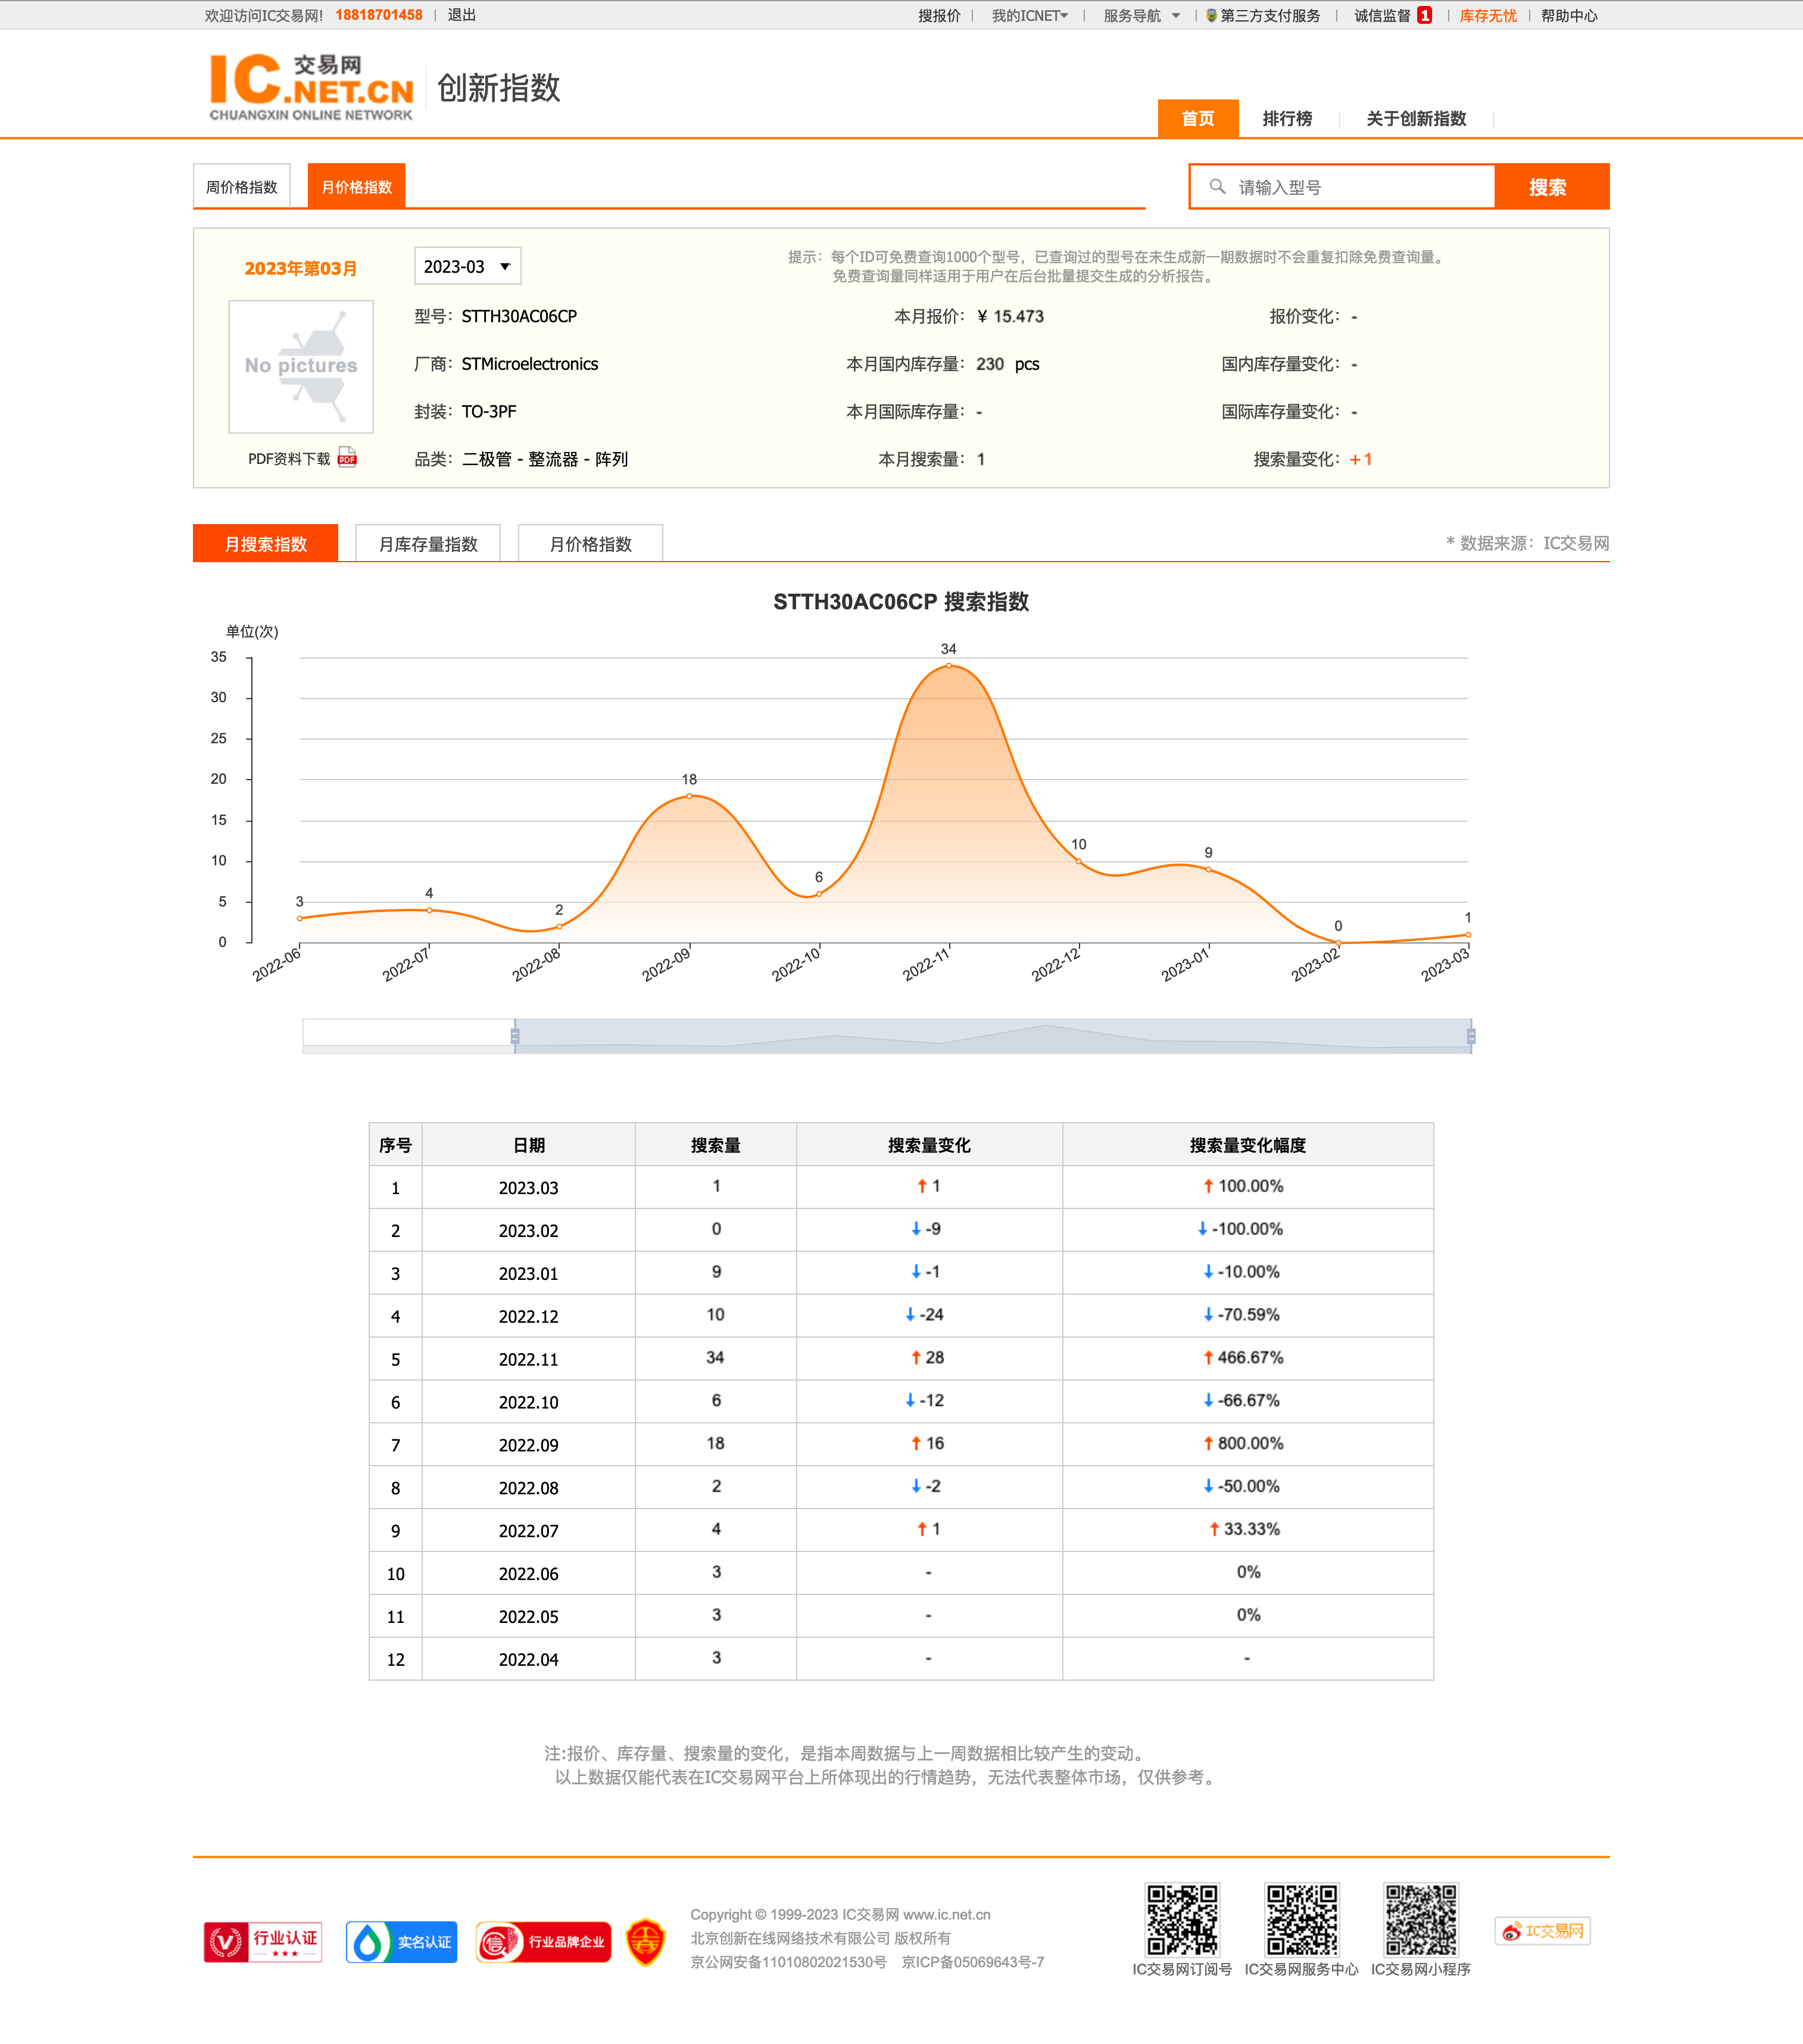 欢迎访问IC交易网! 18818701458 | 退出 搜报价 | 我的ICNET | 服务导航 | 第三方支付服务 | 诚信监督 1 | 库存无忧 | 帮助中心
IC 交易网 .NET.CN
CHUANGXIN ONLINE NETWORK
创新指数
首页 排行榜 关于创新指数
周价格指数 月价格指数 请输入型号 搜索
2023年第03月 2023-03
提示：每个ID可免费查询1000个型号，已查询过的型号在未生成新一期数据时不会重复扣除免费查询量。
免费查询量同样适用于用户在后台批量提交生成的分析报告。
No pictures
PDF资料下载 PDF
型号：STTH30AC06CP 本月报价：¥ 15.473 报价变化：-
厂商：STMicroelectronics 本月国内库存量：230 pcs 国内库存量变化：-
封装：TO-3PF 本月国际库存量：- 国际库存量变化：-
品类：二极管 - 整流器 - 阵列 本月搜索量：1 搜索量变化：+1
月搜索指数 月库存量指数 月价格指数 * 数据来源：IC交易网
STTH30AC06CP 搜索指数
单位(次)
35
30
25
20
15
10
5
0
3 4 2 18 6 34 10 9 0 1
2022-06 2022-07 2022-08 2022-09 2022-10 2022-11 2022-12 2023-01 2023-02 2023-03
序号 日期 搜索量 搜索量变化 搜索量变化幅度
1 2023.03 1 ↑ 1 ↑ 100.00%
2 2023.02 0 ↓ -9 ↓ -100.00%
3 2023.01 9 ↓ -1 ↓ -10.00%
4 2022.12 10 ↓ -24 ↓ -70.59%
5 2022.11 34 ↑ 28 ↑ 466.67%
6 2022.10 6 ↓ -12 ↓ -66.67%
7 2022.09 18 ↑ 16 ↑ 800.00%
8 2022.08 2 ↓ -2 ↓ -50.00%
9 2022.07 4 ↑ 1 ↑ 33.33%
10 2022.06 3 - 0%
11 2022.05 3 - 0%
12 2022.04 3 - -
注:报价、库存量、搜索量的变化，是指本周数据与上一周数据相比较产生的变动。
以上数据仅能代表在IC交易网平台上所体现出的行情趋势，无法代表整体市场，仅供参考。
行业认证
实名认证
信 行业品牌企业
Copyright © 1999-2023 IC交易网 www.ic.net.cn
北京创新在线网络技术有限公司 版权所有
京公网安备11010802021530号 京ICP备05069643号-7
IC交易网订阅号 IC交易网服务中心 IC交易网小程序
IC交易网